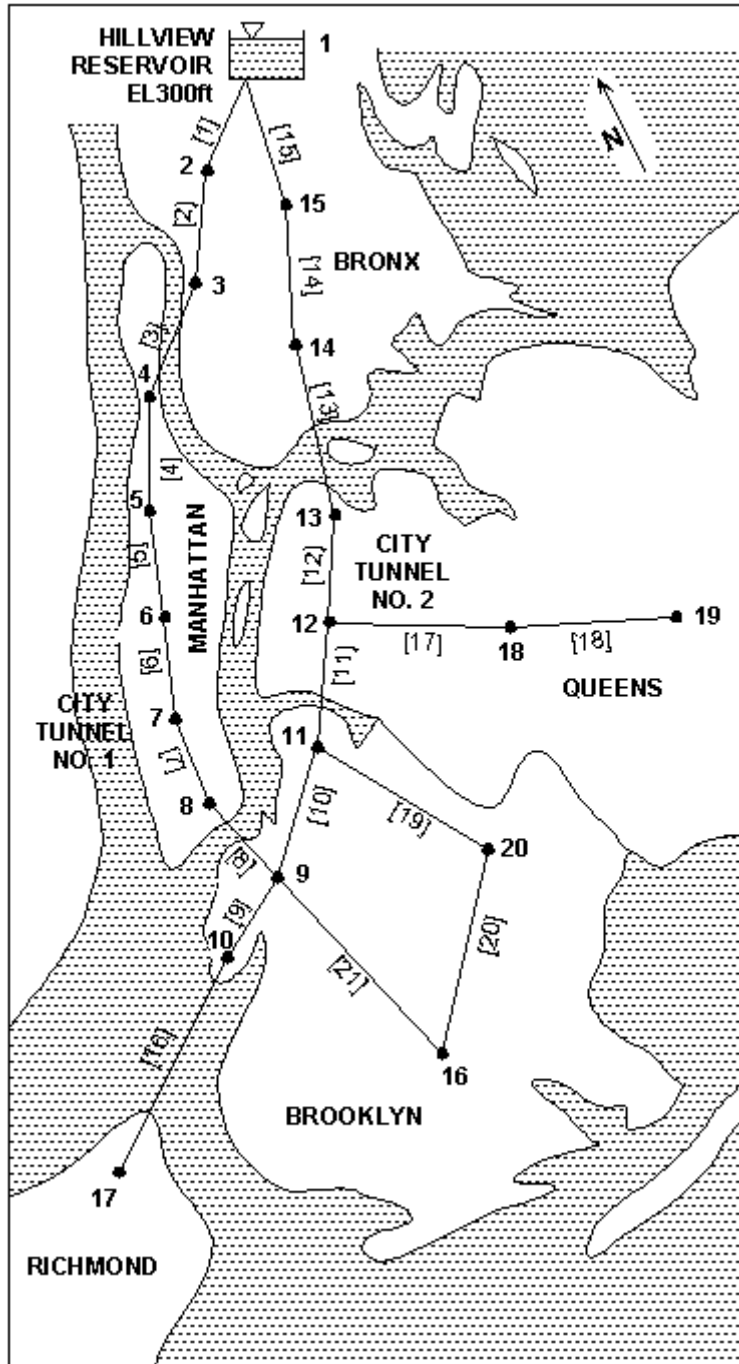 HILLVIEW
RESERVOIR
EL300ft
1
[1]
[15]
2
15
[2]
[14]
BRONX
N
3
14
[3]
4
[13]
[4]
5
13
[5]
MANHATTAN
[12]
CITY
TUNNEL
NO. 2
6
12
18
19
[17]
[18]
[6]
[11]
QUEENS
CITY
TUNNEL
NO. 1
7
11
[7]
8
[10]
[19]
20
[8]
9
[9]
10
[20]
[21]
[16]
16
BROOKLYN
17
RICHMOND